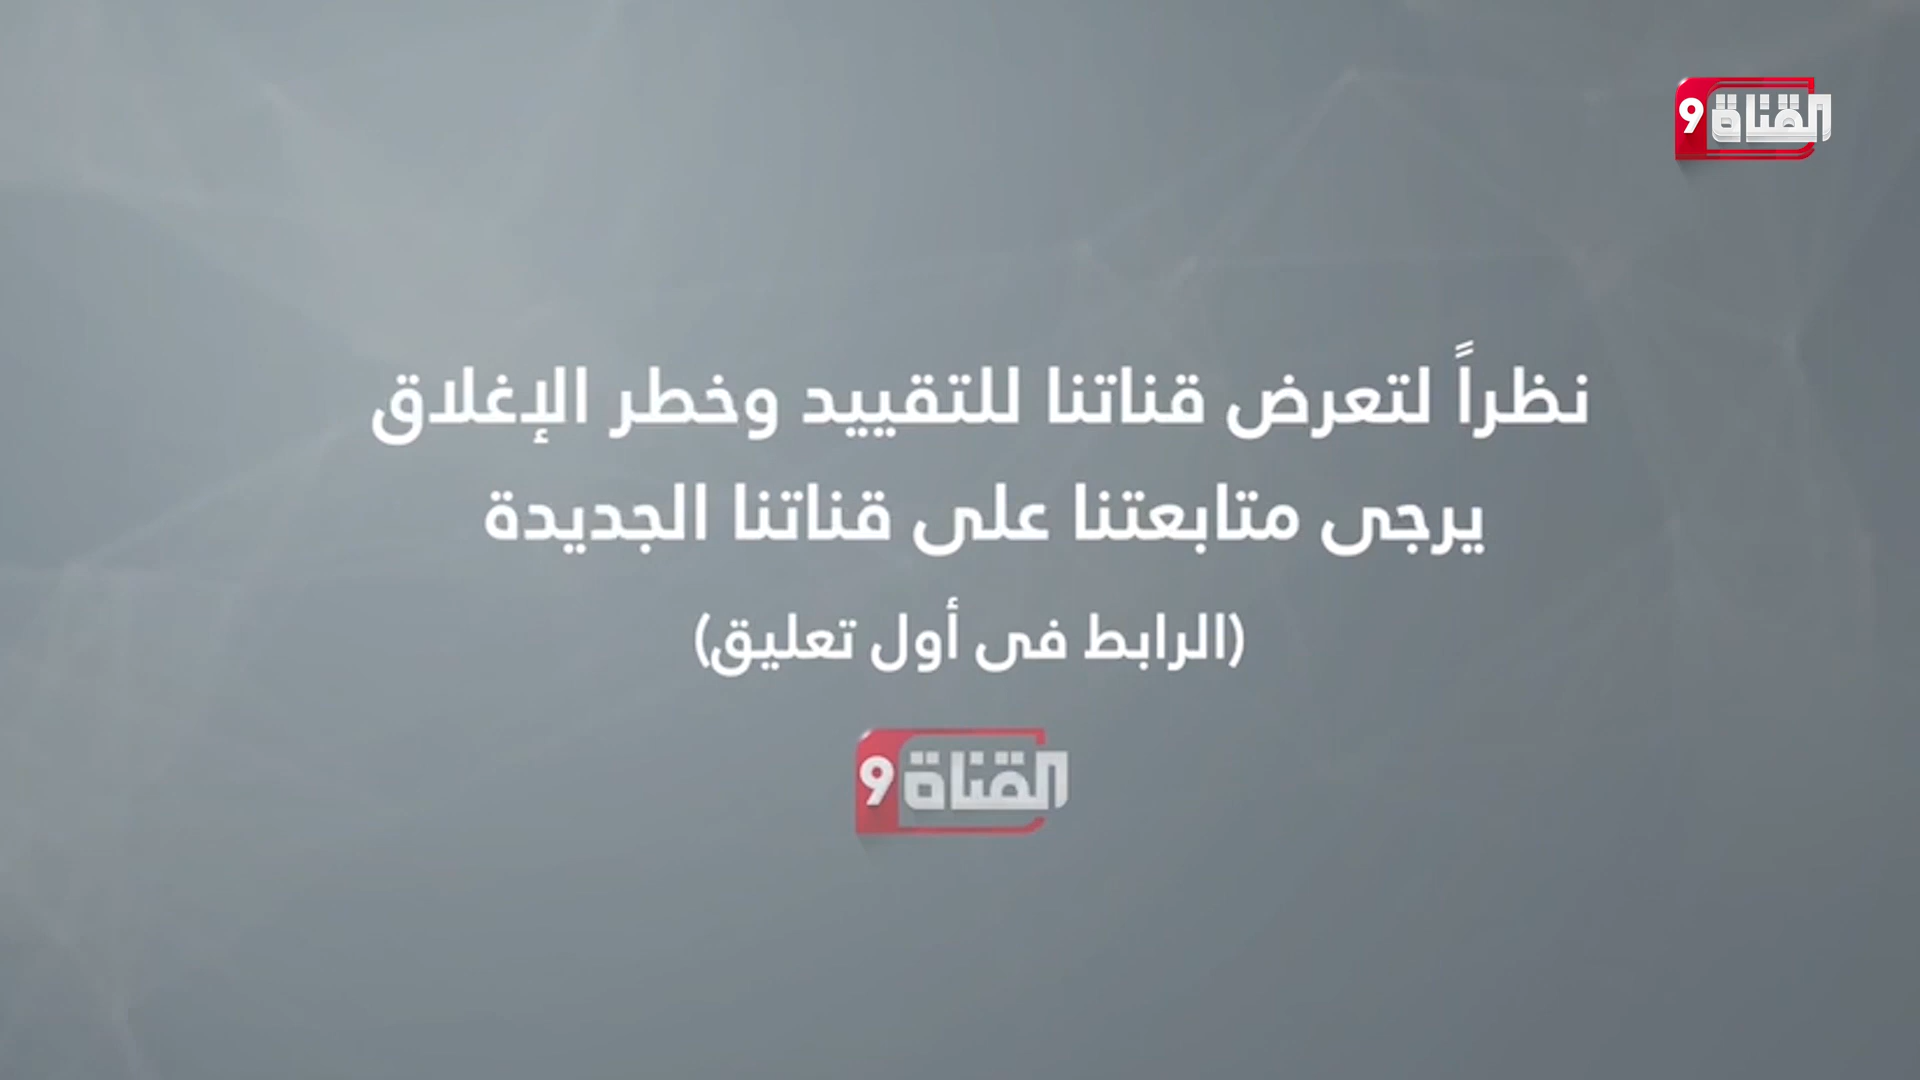 القناة 9
نظراً لتعرض قناتنا للتقييد وخطر الإغلاق
يرجى متابعتنا على قناتنا الجديدة
(الرابط فى أول تعليق)
القناة 9